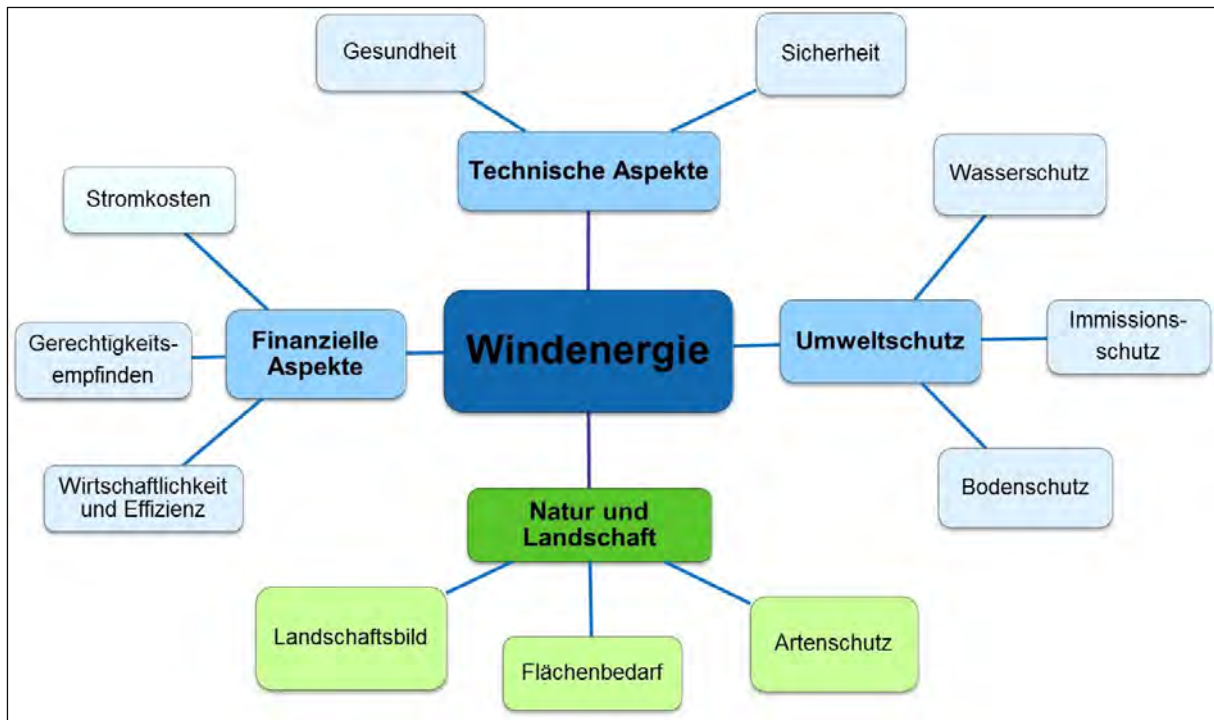 Gesundheit
Sicherheit
Technische Aspekte
Wasserschutz
Stromkosten
Immissions-
schutz
Gerechtigkeits-
empfinden
Finanzielle
Aspekte
Windenergie
Umweltschutz
Wirtschaftlichkeit
und Effizienz
Bodenschutz
Natur und
Landschaft
Landschaftsbild
Flächenbedarf
Artenschutz